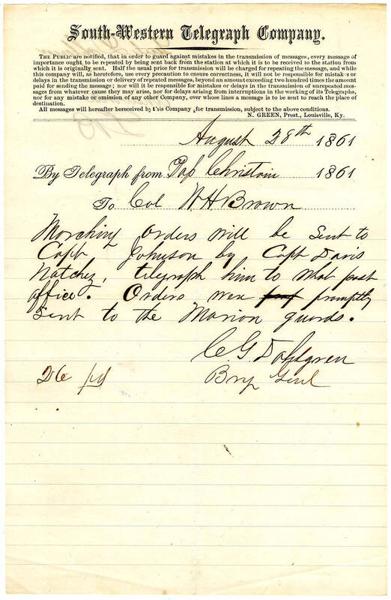 South-Western Telegraph Company.
THE PUBLIC are notified, that in order to guard against mistakes in the transmission of messages, every message of
importance ought to be repeated by being sent back from the station at which it is to be received to the station from
which it is originally sent. Half the usual price for transmission will be charged for repeating the message, and while
this company will, as heretofore, use every precaution to ensure correctness, it will not be responsible for mistakes or
delays in the transmission or delivery of repeated messages, beyond an amount exceeding two hundred times the amount
paid for sending the message; nor will it be responsible for mistakes or delays in the transmission of unrepeated mes-
sages from whatever cause they may arise, nor for delays arising from interruptions in the working of its Telegraphs,
nor for any mistake or omission of any other Company, over whose lines a message is to be sent to reach the place of
destination.
All messages will hereafter be received by this Company for transmission, subject to the above conditions.
N. GREEN, Prest., Louisville, Ky.
August 28th 1861
By Telegraph from Pass Christian 1861
To Col W H Brown
Marching orders will be sent to
Capt Johnson by Capt Davis
Natchez, telegraph him to what post
office. Orders were promptly
sent to the Marion guards.
C G Dahlgren
26 pd Brig Genl